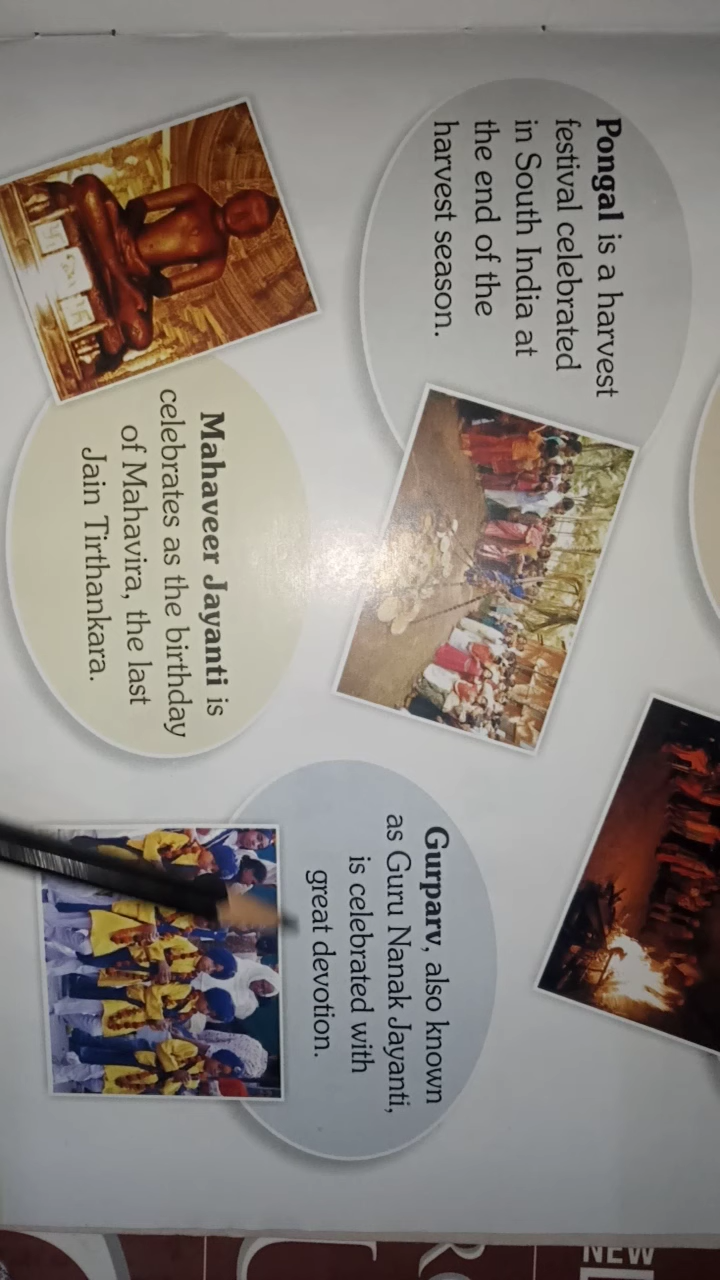 Pongal is a harvest
festival celebrated
in South India at
the end of the
harvest season.
Mahaveer Jayanti is
celebrates as the birthday
of Mahavira, the last
Jain Tirthankara.
Gurparv, also known
as Guru Nanak Jayanti,
is celebrated with
great devotion.
NEW